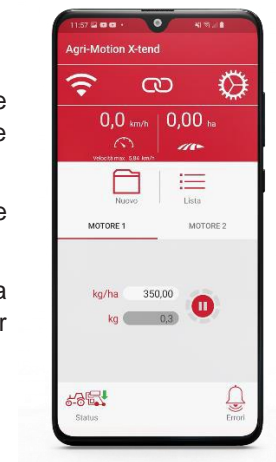 e
e
e
a
r
11:57
Agri-Motion X-tend
0,0 km/h 0,00 ha
Velocità max 5,84 km/h
Nuovo Lista
MOTORE 1 MOTORE 2
kg/ha 350,00
kg 0,3
Status Errori